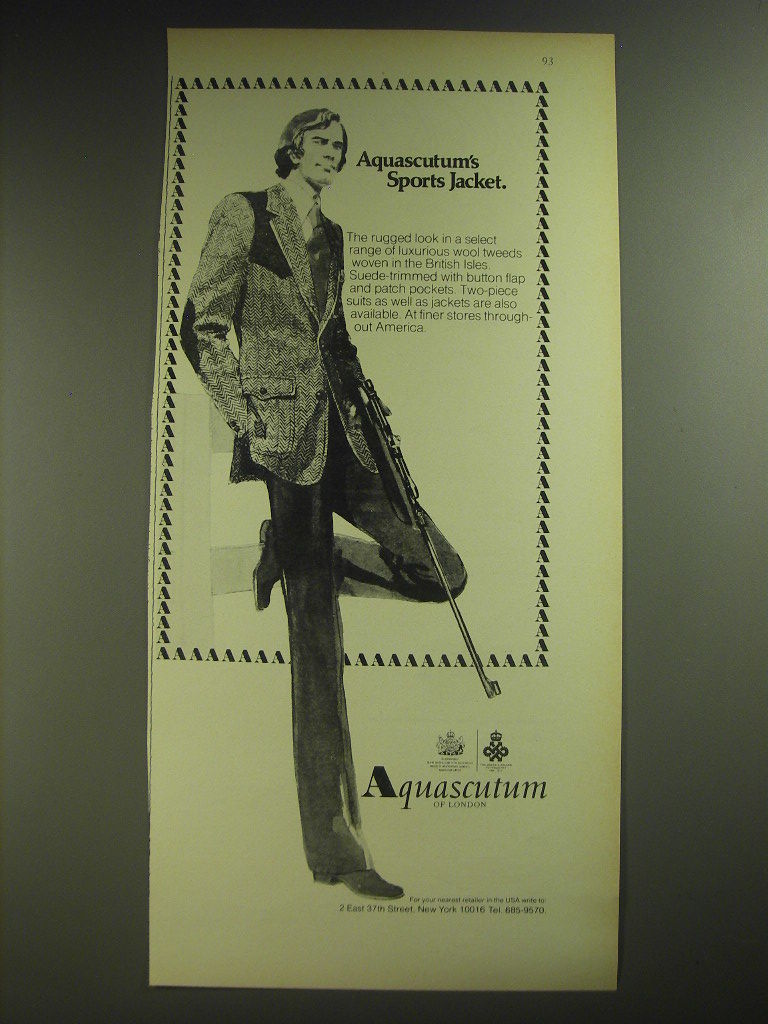 93
Aquascutum's
Sports Jacket.
The rugged look in a select
range of luxurious wool tweeds
woven in the British Isles.
Suede-trimmed with button flap
and patch pockets. Two-piece
suits as well as jackets are also
available. At finer stores through-
out America.
Aquascutum
OF LONDON
For your nearest retailer in the USA write to:
2 East 37th Street, New York 10016 Tel. 685-9570.